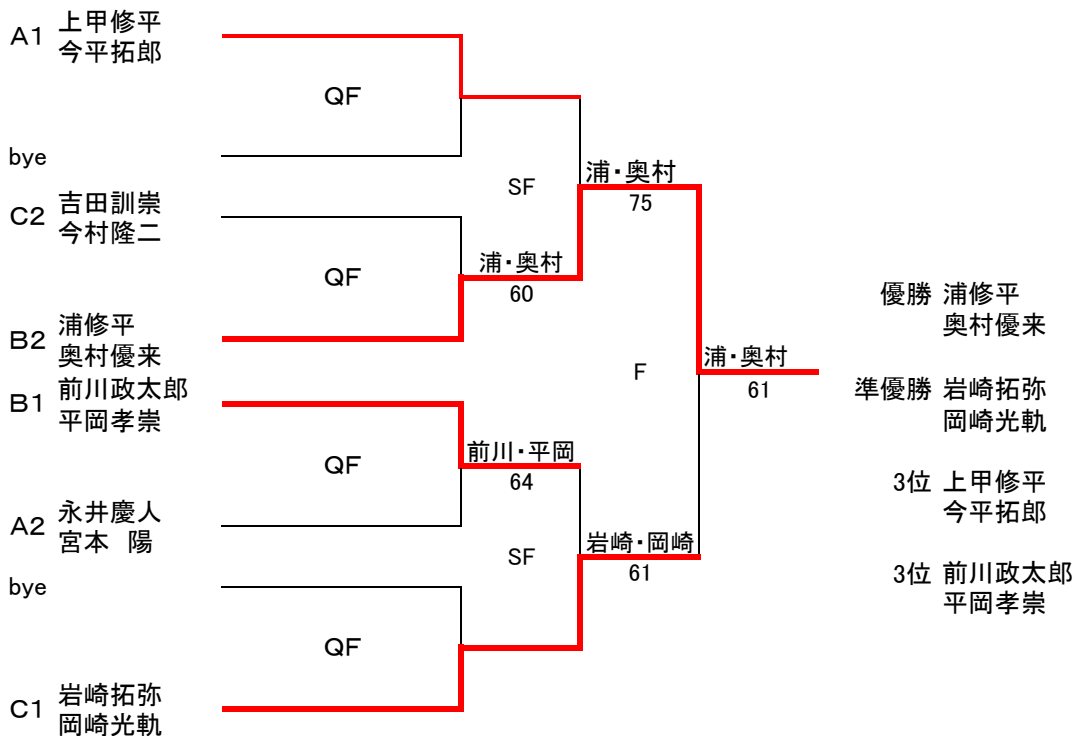 A1 上甲修平
今平拓郎
QF
bye
SF
浦・奥村
75
C2 吉田訓崇
今村隆二
QF
浦・奥村
60
B2 浦修平
奥村優来
F
浦・奥村
61
B1 前川政太郎
平岡孝崇
QF
前川・平岡
64
A2 永井慶人
宮本 陽
SF
岩崎・岡崎
61
bye
QF
C1 岩崎拓弥
岡崎光軌
優勝 浦修平
奥村優来
準優勝 岩崎拓弥
岡崎光軌
3位 上甲修平
今平拓郎
3位 前川政太郎
平岡孝崇